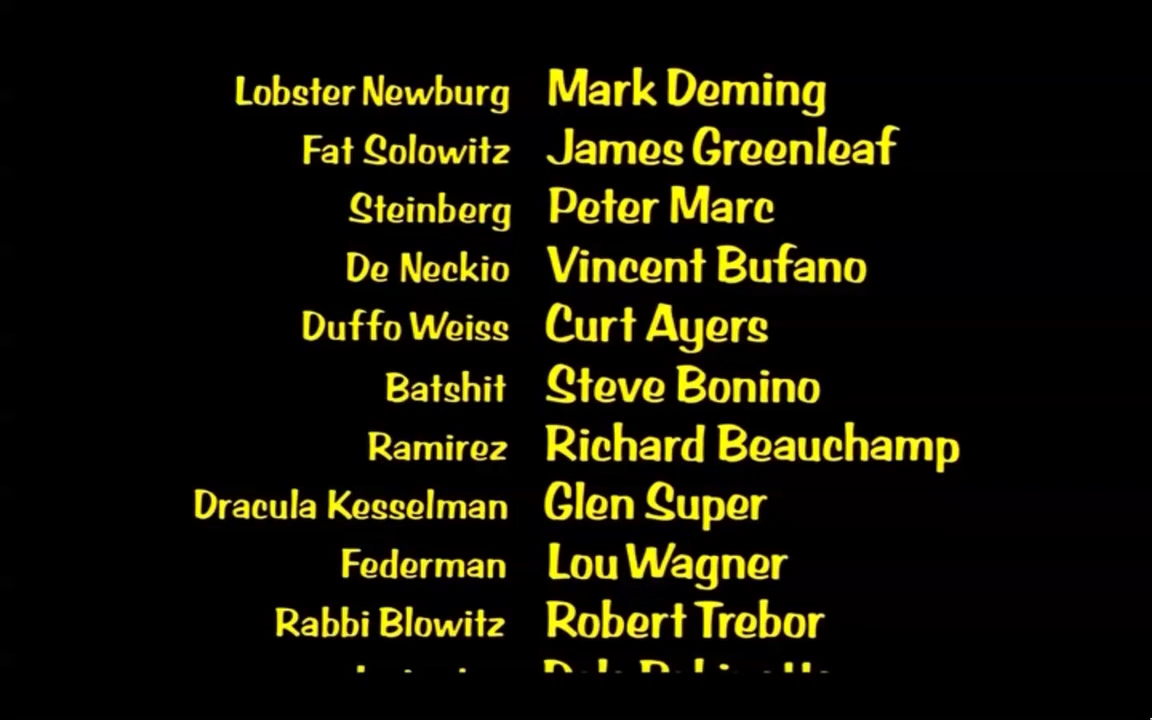 Lobster Newburg Mark Deming
Fat Solowitz James Greenleaf
Steinberg Peter Marc
De Neckio Vincent Bufano
Duffo Weiss Curt Ayers
Batshit Steve Bonino
Ramirez Richard Beauchamp
Dracula Kesselman Glen Super
Federman Lou Wagner
Rabbi Blowitz Robert Trebor